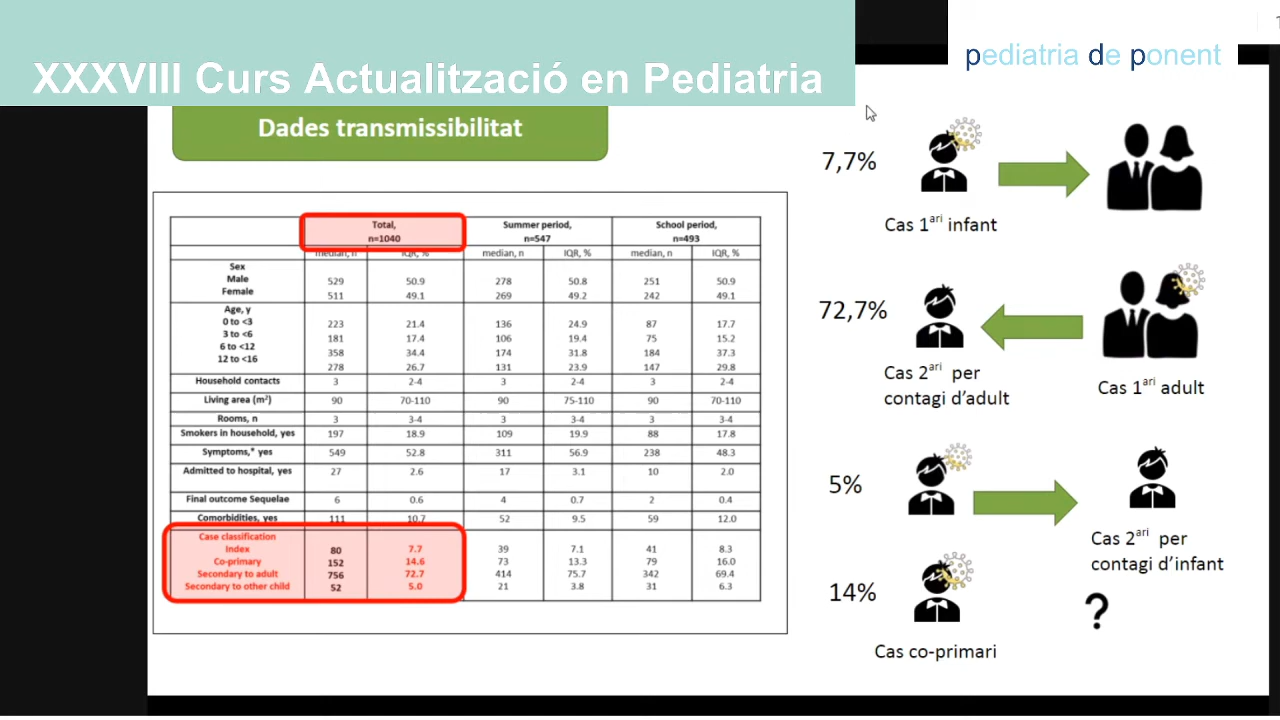 XXXVIII Curs Actualització en Pediatria
pediatria de ponent
Dades transmissibilitat
Total, Summer period, School period,
n=1040 n=547 n=493
median, n IQR, % median, n IQR, % median, n IQR, %
Sex
Male 529 50.9 278 50.8 251 50.9
Female 511 49.1 269 49.2 242 49.1
Age, y
0 to <3 223 21.4 136 24.9 87 17.7
3 to <6 181 17.4 106 19.4 75 15.2
6 to <12 358 34.4 174 31.8 184 37.3
12 to <16 278 26.7 131 23.9 147 29.8
Household contacts 3 2-4 3 2-4 3 2-4
Living area (m²) 90 70-110 90 75-110 90 70-110
Rooms, n 3 3-4 3 3-4 3 3-4
Smokers in household, yes 197 18.9 109 19.9 88 17.8
Symptoms,* yes 549 52.8 311 56.9 238 48.3
Admitted to hospital, yes 27 2.6 17 3.1 10 2.0
Final outcome Sequelae 6 0.6 4 0.7 2 0.4
Comorbidities, yes 111 10.7 52 9.5 59 12.0
Case classification
Index 80 7.7 39 7.1 41 8.3
Co-primary 152 14.6 73 13.3 79 16.0
Secondary to adult 756 72.7 414 75.7 342 69.4
Secondary to other child 52 5.0 21 3.8 31 6.3
7,7%
Cas 1ari infant
72,7%
Cas 2ari per
contagi d'adult
Cas 1ari adult
5%
Cas 2ari per
contagi d'infant
14%
?
Cas co-primari